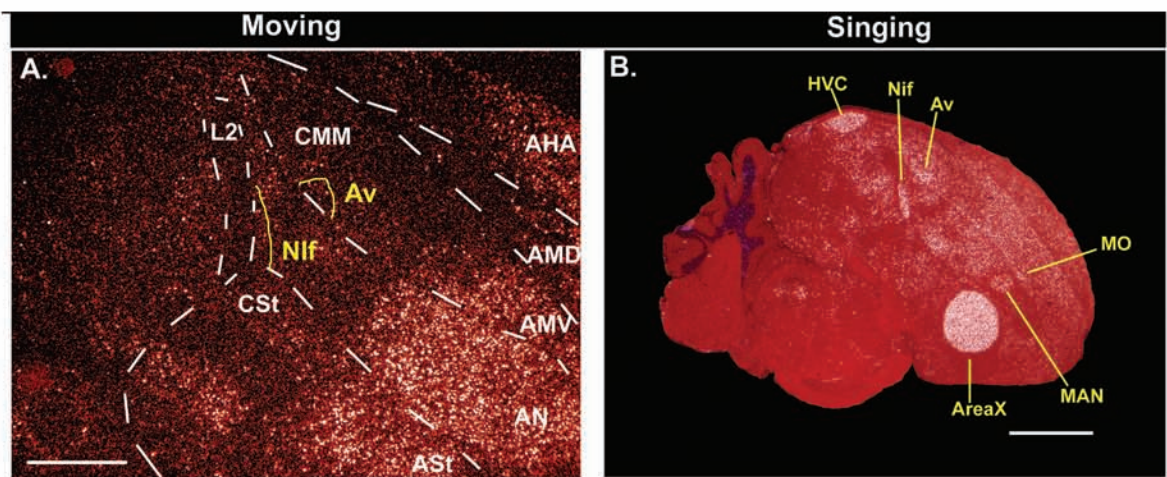 Moving
Singing
A.
L2
CMM
AHA
Av
NIf
AMD
CSt
AMV
AN
ASt
B.
HVC
Nif
Av
MO
MAN
AreaX